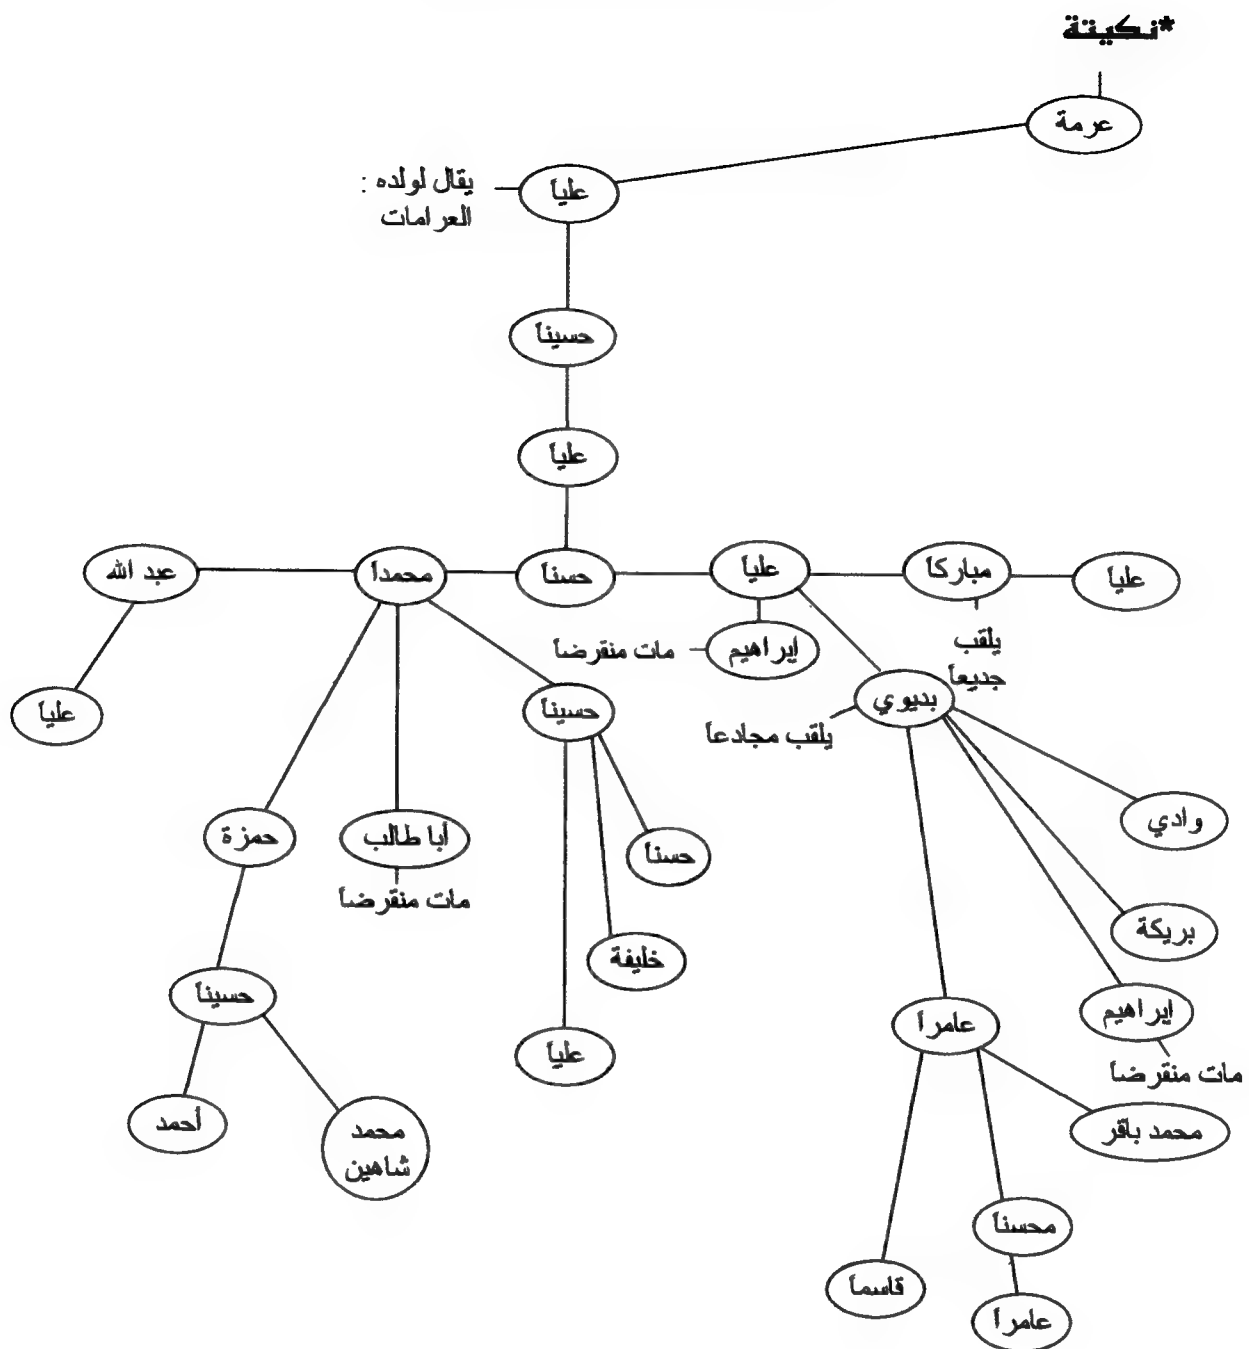 *نكيتة
عرمة
علياً
يقال لولده :
العرامات
حسيناً
علياً
علياً
مباركاً
علياً
حسناً
محمداً
عبد الله
يلقب
جديعاً
إبراهيم
مات منقرضاً
بديوي
يلقب مجادعاً
حسيناً
علياً
وادي
حسناً
أبا طالب
مات منقرضاً
حمزة
بريكة
خليفة
إبراهيم
مات منقرضاً
عامراً
علياً
حسيناً
محمد باقر
محمد
شاهين
أحمد
محسناً
قاسماً
عامراً